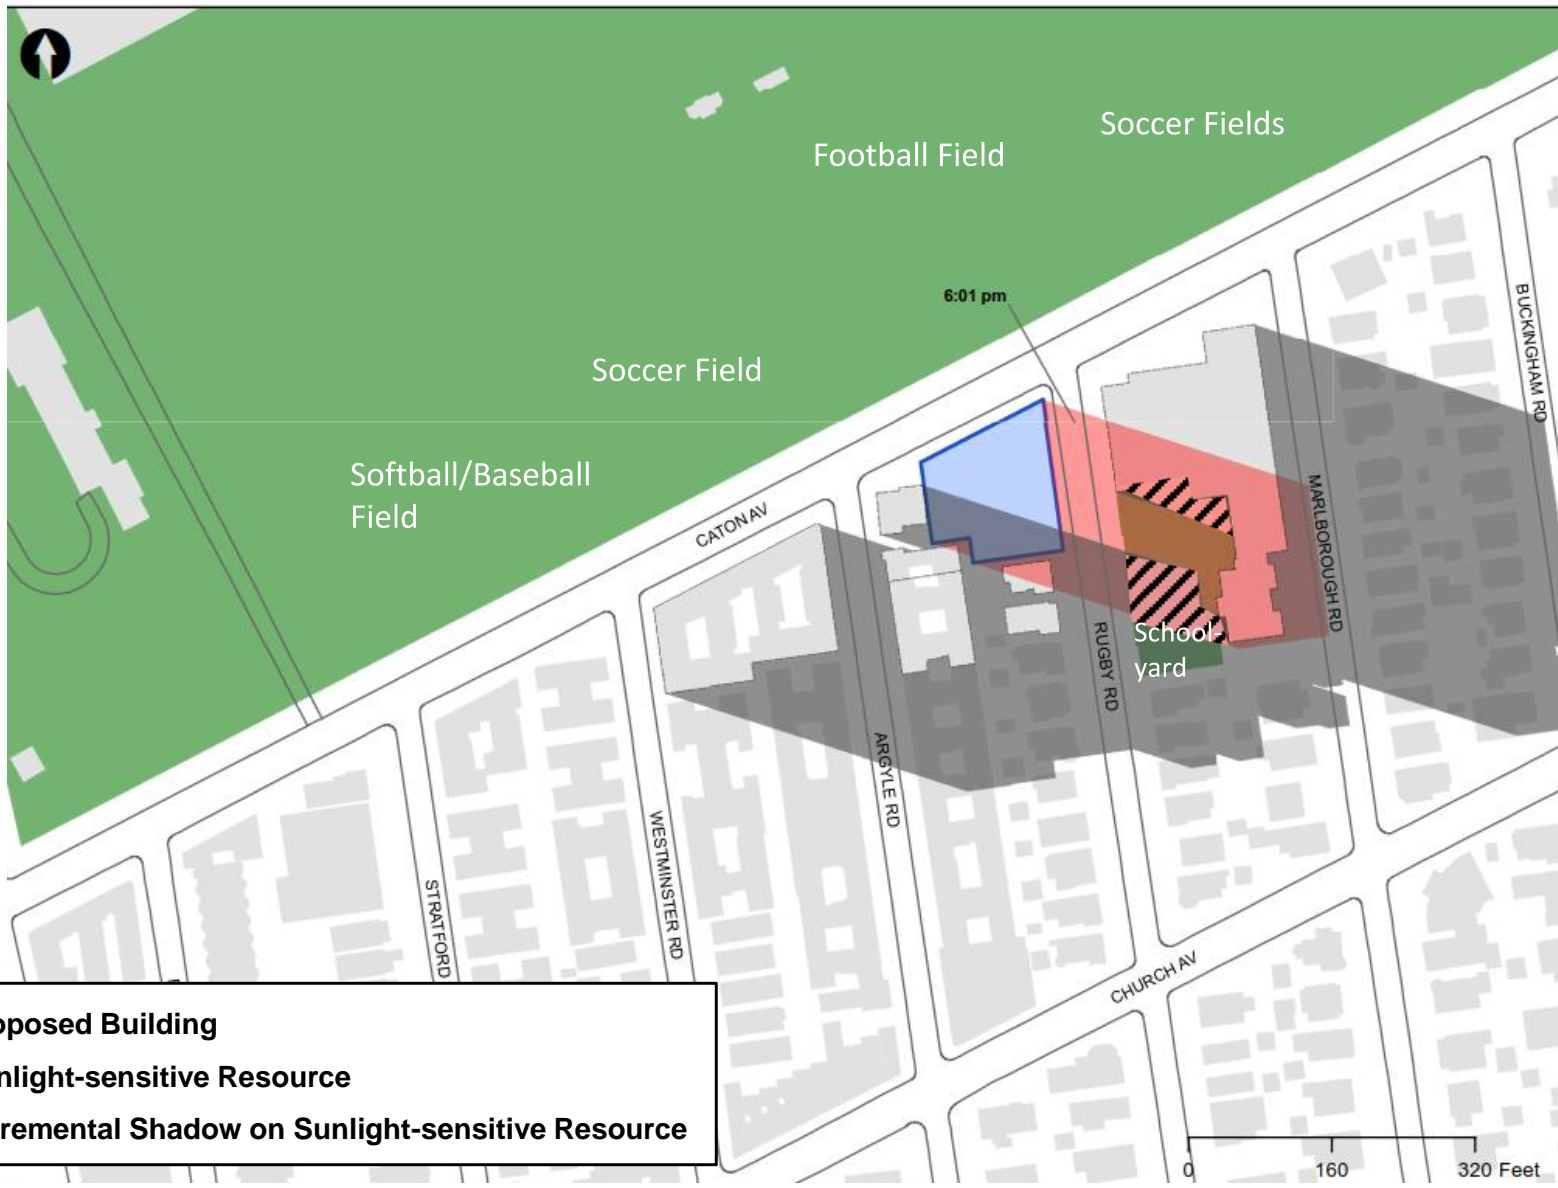 Soccer Fields
Football Field
6:01 pm
BUCKINGHAM RD
Soccer Field
Softball/Baseball
Field
CATON AV
MARLBOROUGH RD
School-
yard
RUGBY RD
ARGYLE RD
WESTMINSTER RD
STRATFORD
CHURCH AV
oposed Building
nlight-sensitive Resource
remental Shadow on Sunlight-sensitive Resource
0 160 320 Feet